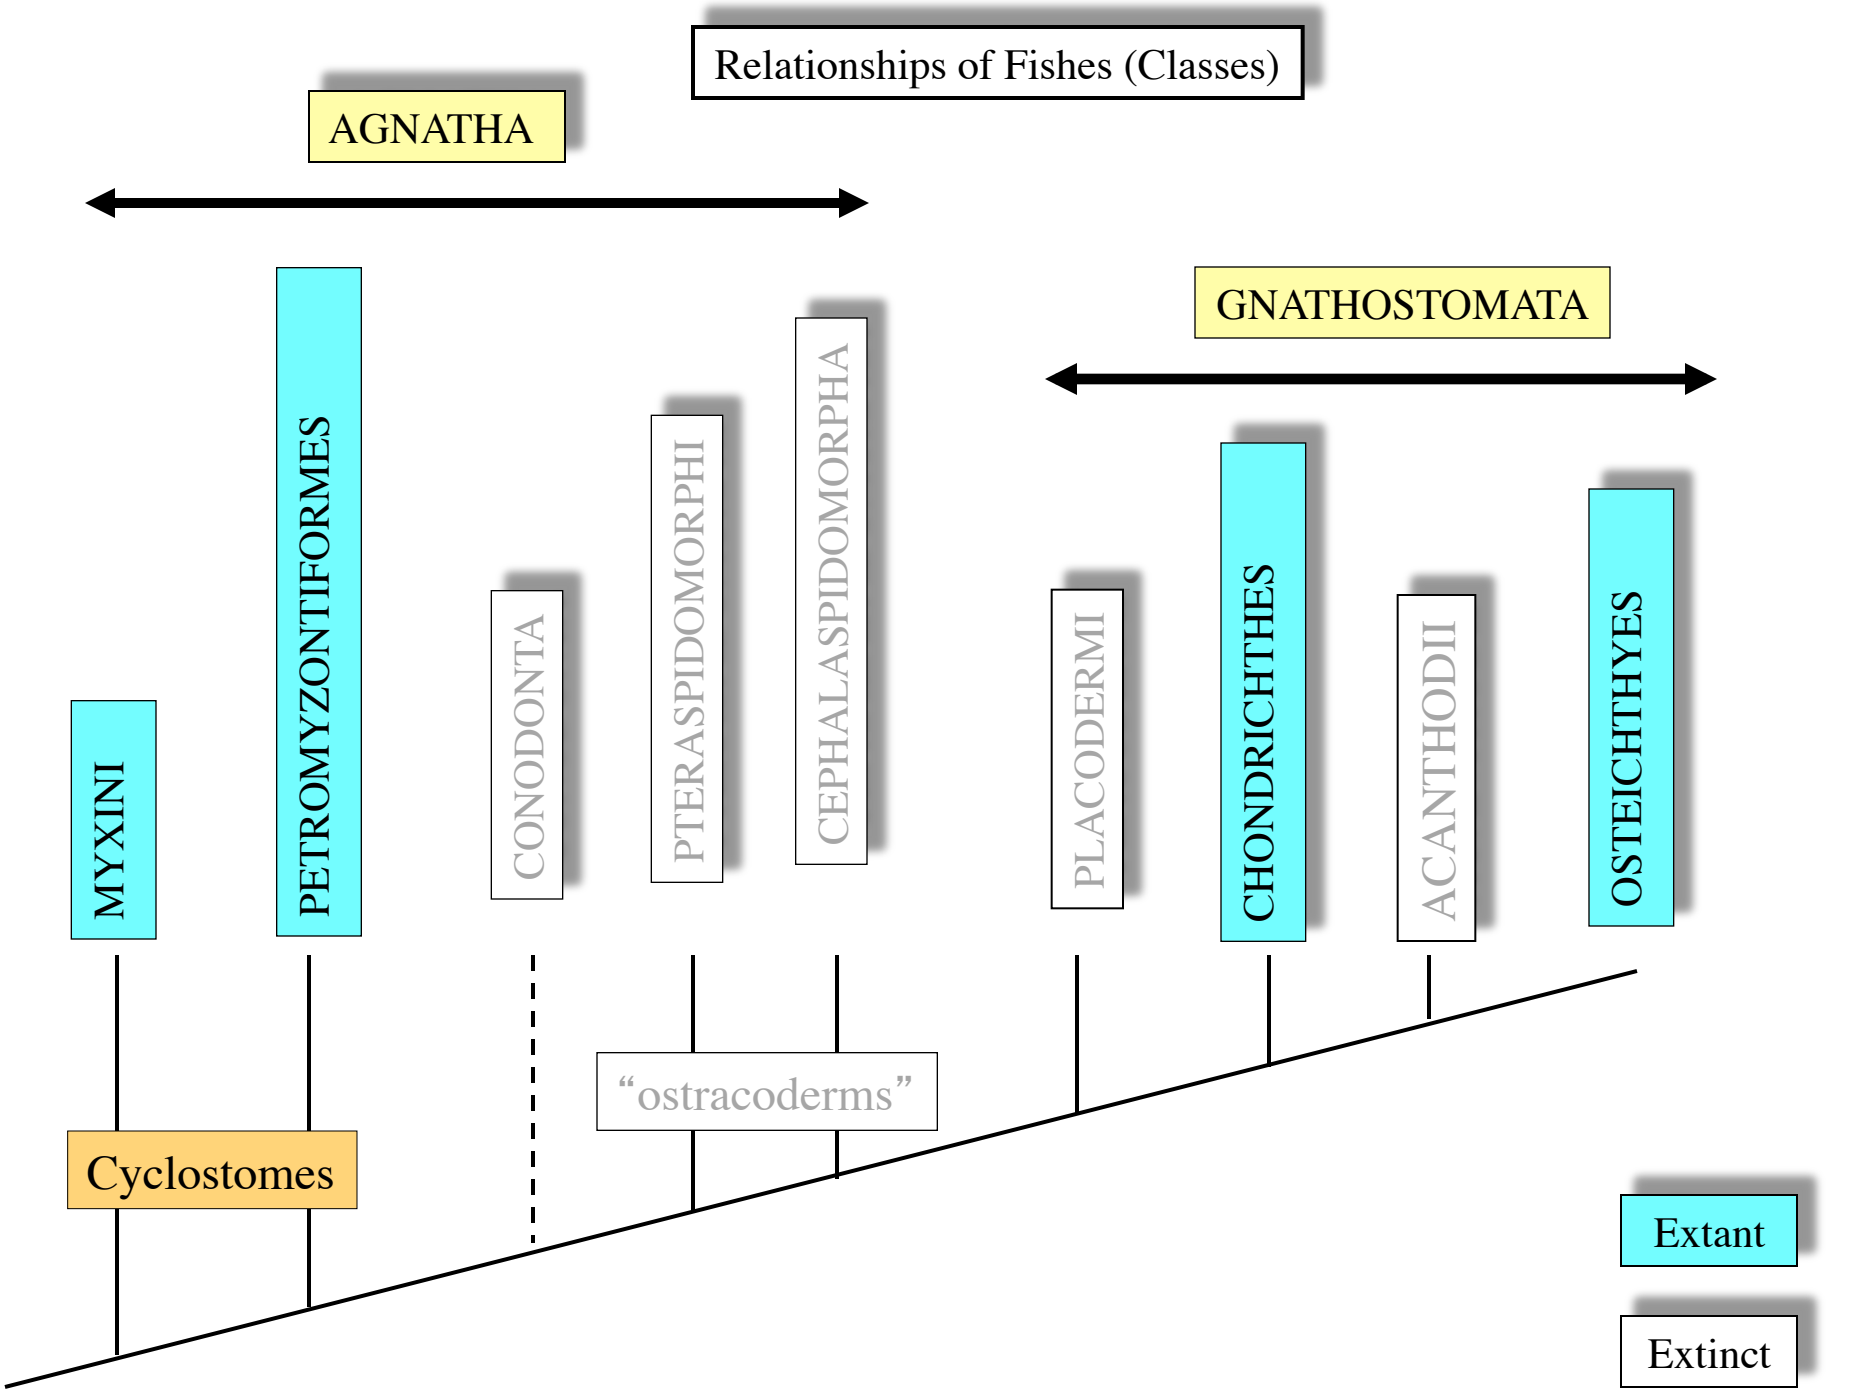 Relationships of Fishes (Classes)
AGNATHA
GNATHOSTOMATA
MYXINI
PETROMYZONTIFORMES
CONODONTA
PTERASPIDOMORPHI
CEPHALASPIDOMORPHA
PLACODERMI
CHONDRICHTHES
ACANTHODII
OSTEICHTHYES
“ostracoderms”
Cyclostomes
Extant
Extinct